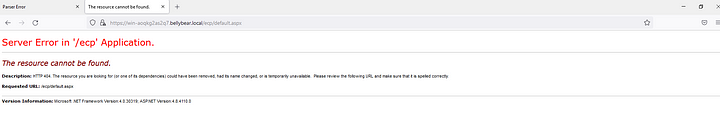 Parser Error
The resource cannot be found.
https://win-aoqkg2as2q7.bellybear.local/ecp/default.aspx
Server Error in '/ecp' Application.
The resource cannot be found.
Description: HTTP 404. The resource you are looking for (or one of its dependencies) could have been removed, had its name changed, or is temporarily unavailable. Please review the following URL and make sure that it is spelled correctly.
Requested URL: /ecp/default.aspx
Version Information: Microsoft .NET Framework Version:4.0.30319; ASP.NET Version:4.8.4110.0